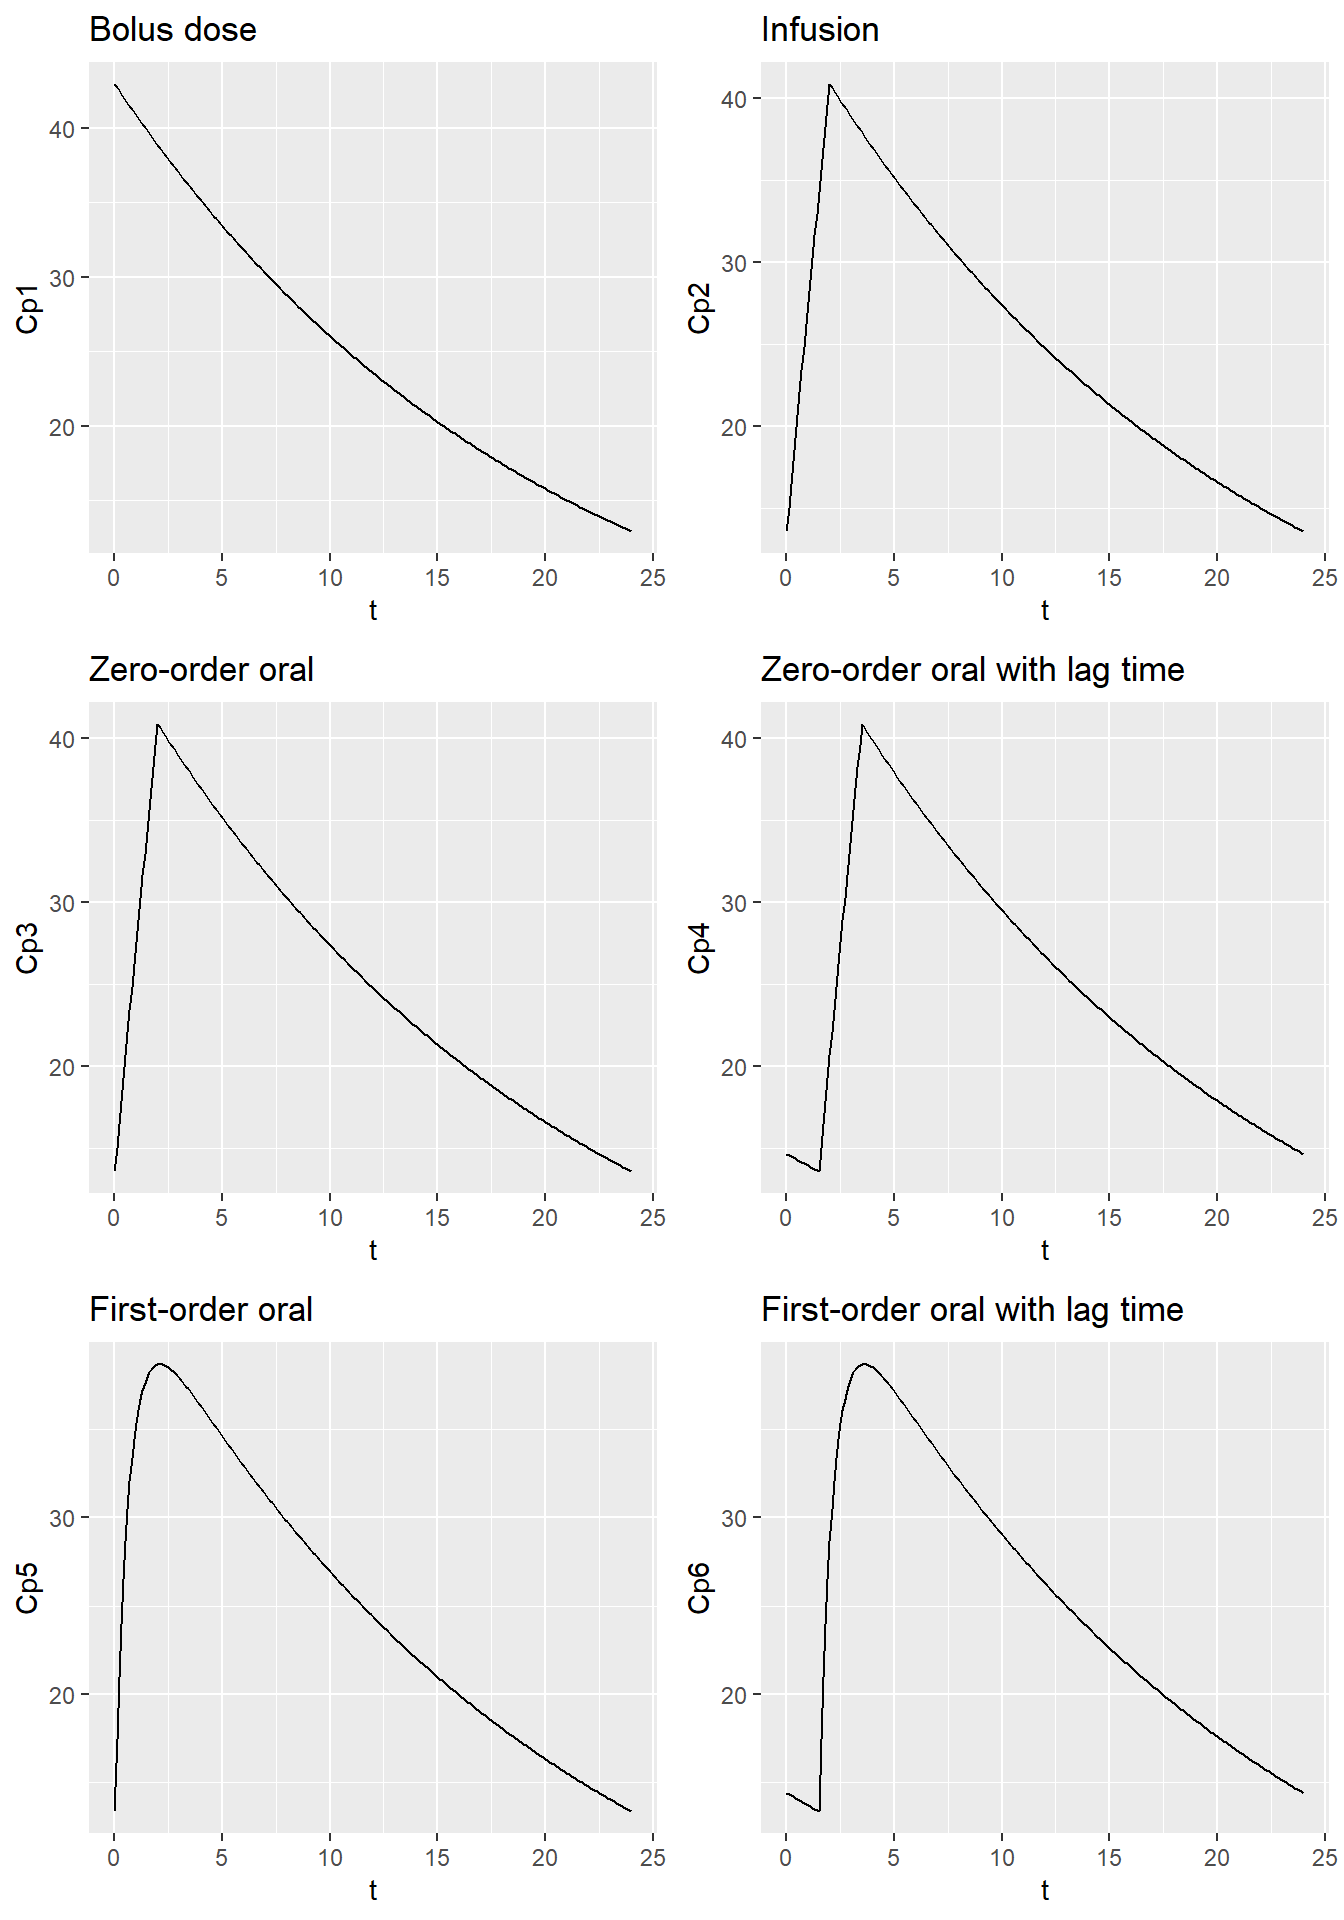 Bolus dose
Cp1
40
30
20
0 5 10 15 20 25
t
Infusion
Cp2
40
30
20
0 5 10 15 20 25
t
Zero-order oral
Cp3
40
30
20
0 5 10 15 20 25
t
Zero-order oral with lag time
Cp4
40
30
20
0 5 10 15 20 25
t
First-order oral
Cp5
30
20
0 5 10 15 20 25
t
First-order oral with lag time
Cp6
30
20
0 5 10 15 20 25
t